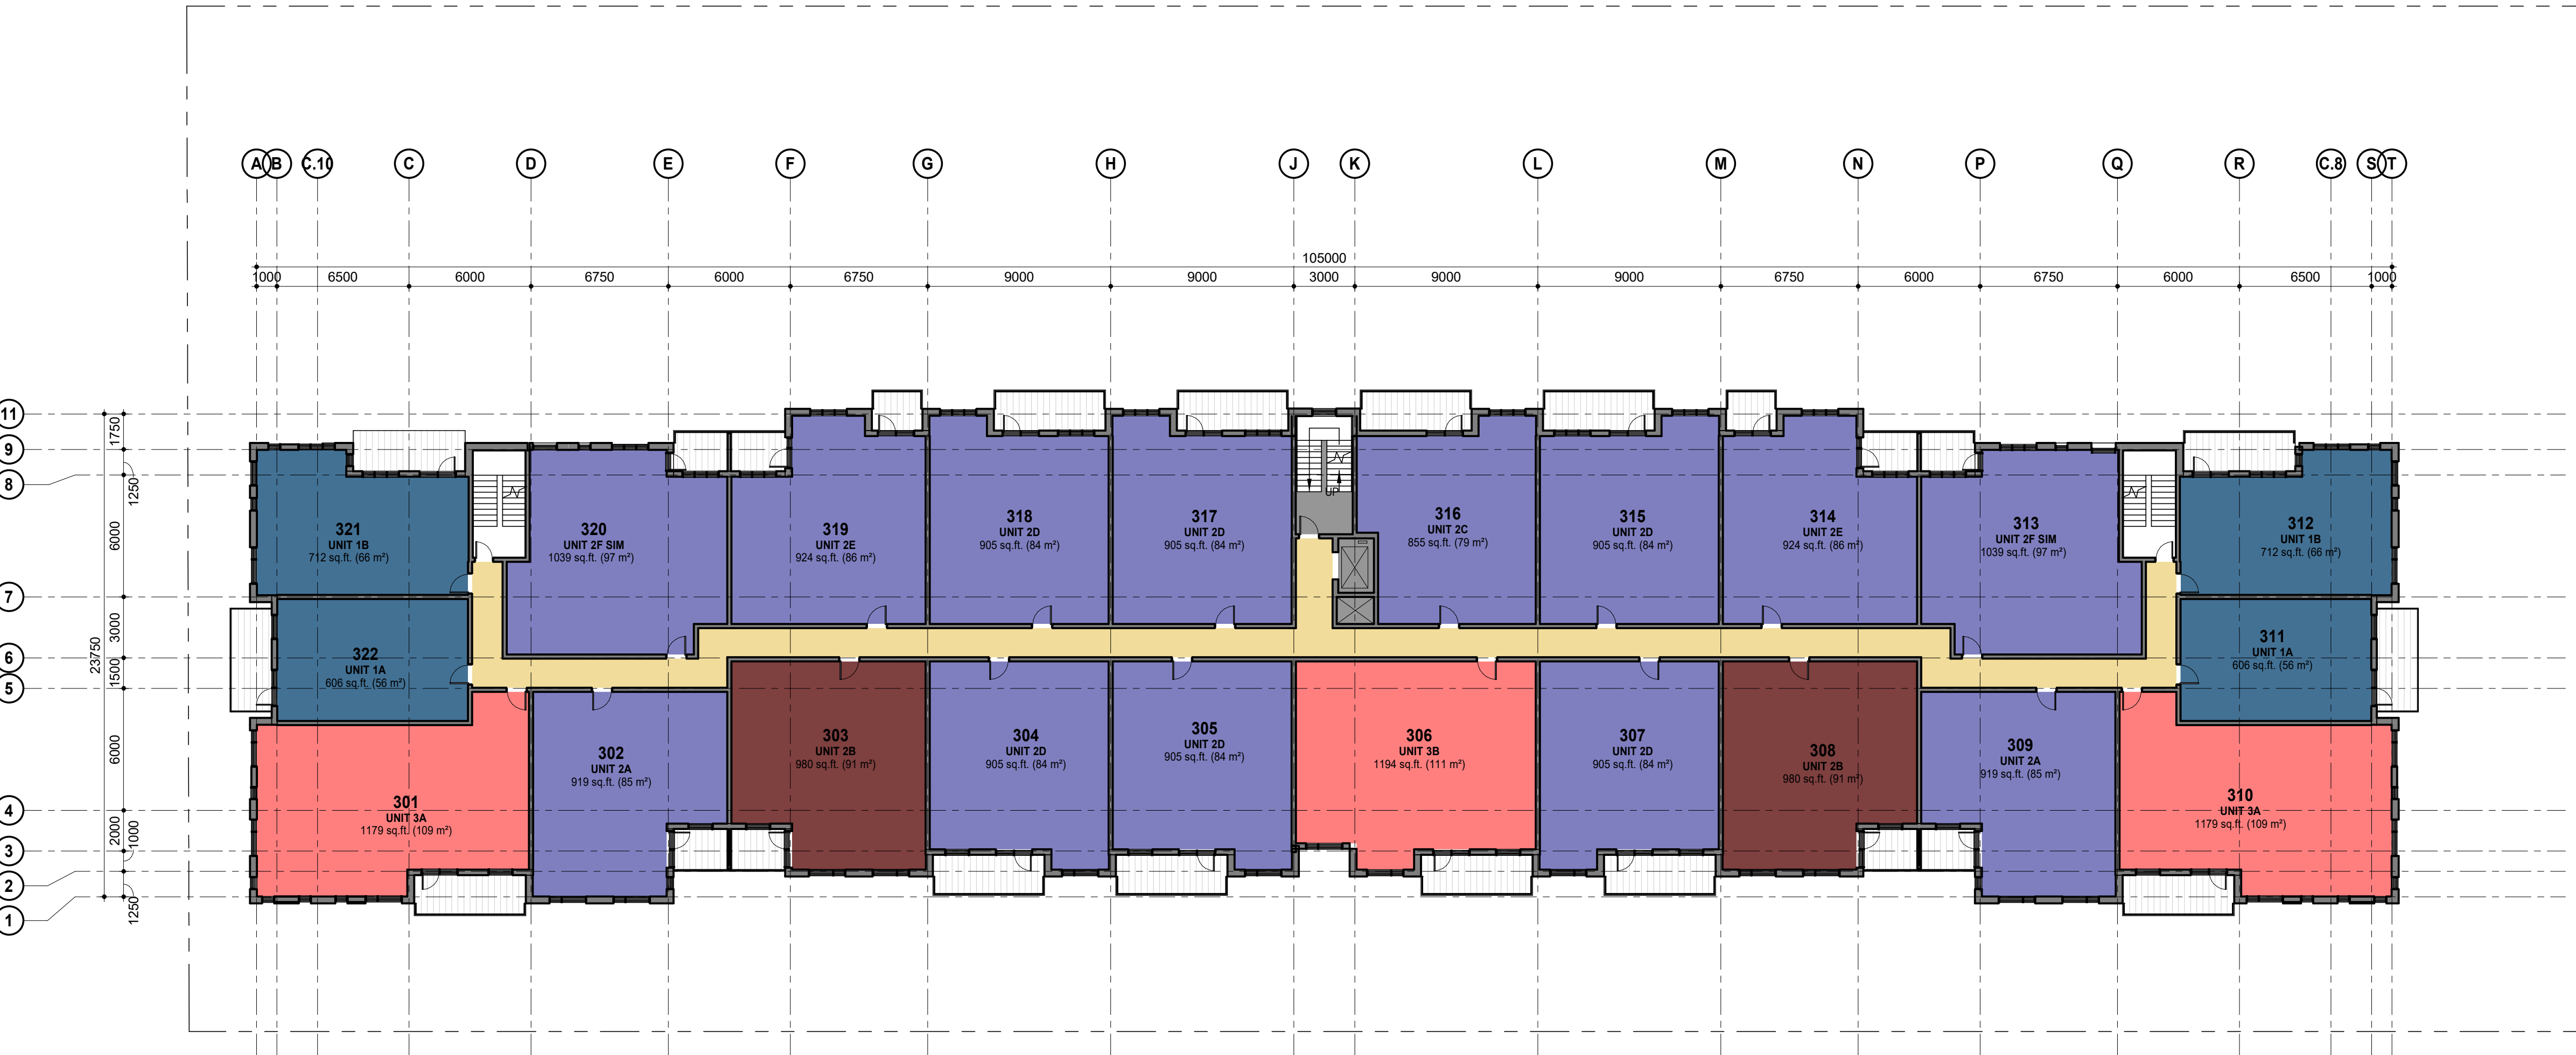 A B C.10 C D E F G H J K L M N P Q R C.8 S T
105000
1000 6500 6000 6750 6000 6750 9000 9000 3000 9000 9000 6750 6000 6750 6000 6500 1000
11
9
8
7
6
5
4
3
2
1
1750
1250
6000
3000
1500
6000
2000
1000
1250
23750
321
UNIT 1B
712 sq.ft. (66 m²)
320
UNIT 2F SIM
1039 sq.ft. (97 m²)
319
UNIT 2E
924 sq.ft. (86 m²)
318
UNIT 2D
905 sq.ft. (84 m²)
317
UNIT 2D
905 sq.ft. (84 m²)
UP
316
UNIT 2C
855 sq.ft. (79 m²)
315
UNIT 2D
905 sq.ft. (84 m²)
314
UNIT 2E
924 sq.ft. (86 m²)
313
UNIT 2F SIM
1039 sq.ft. (97 m²)
312
UNIT 1B
712 sq.ft. (66 m²)
322
UNIT 1A
606 sq.ft. (56 m²)
311
UNIT 1A
606 sq.ft. (56 m²)
301
UNIT 3A
1179 sq.ft. (109 m²)
302
UNIT 2A
919 sq.ft. (85 m²)
303
UNIT 2B
980 sq.ft. (91 m²)
304
UNIT 2D
905 sq.ft. (84 m²)
305
UNIT 2D
905 sq.ft. (84 m²)
306
UNIT 3B
1194 sq.ft. (111 m²)
307
UNIT 2D
905 sq.ft. (84 m²)
308
UNIT 2B
980 sq.ft. (91 m²)
309
UNIT 2A
919 sq.ft. (85 m²)
310
UNIT 3A
1179 sq.ft. (109 m²)